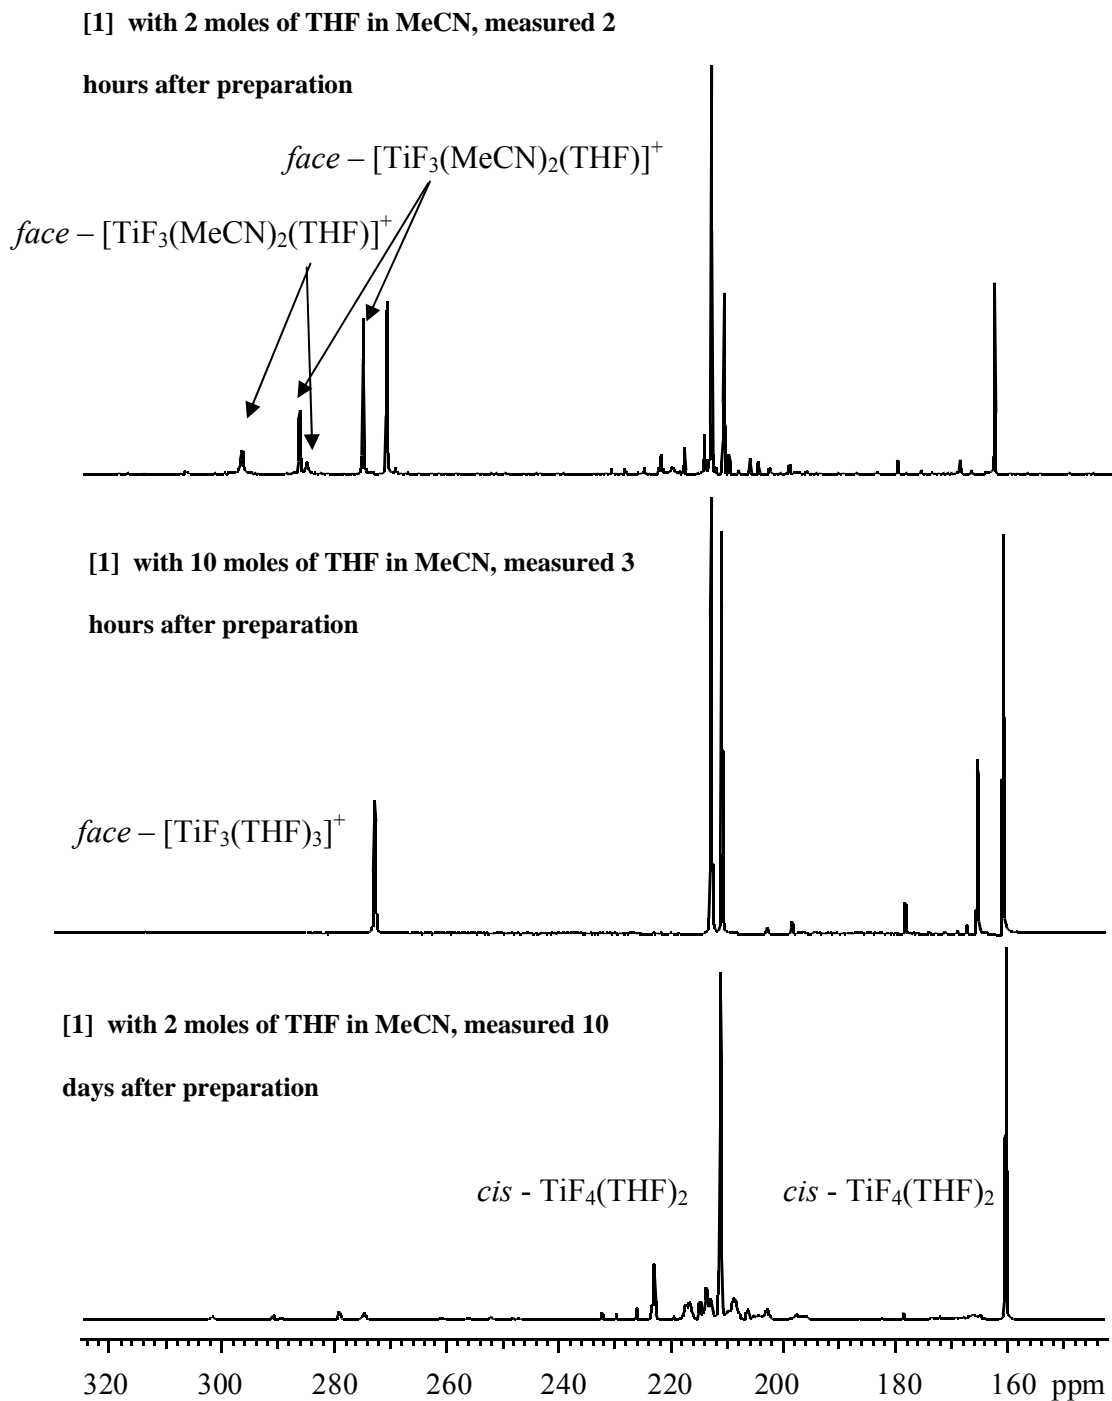 [1] with 2 moles of THF in MeCN, measured 2
hours after preparation
face – [TiF₃(MeCN)₂(THF)]⁺
face – [TiF₃(MeCN)₂(THF)]⁺
[1] with 10 moles of THF in MeCN, measured 3
hours after preparation
face – [TiF₃(THF)₃]⁺
[1] with 2 moles of THF in MeCN, measured 10
days after preparation
cis - TiF₄(THF)₂ cis - TiF₄(THF)₂
320 300 280 260 240 220 200 180 160 ppm